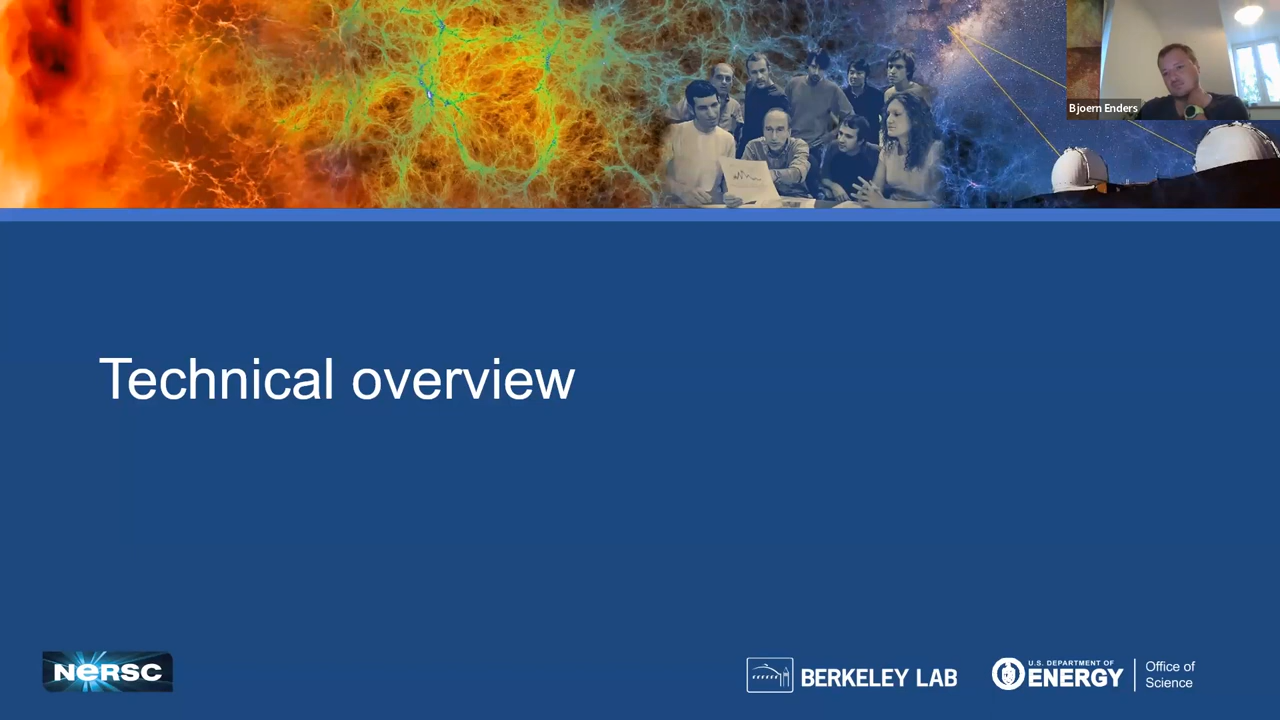 Bjoern Enders
Technical overview
NERSC
BERKELEY LAB
U.S. DEPARTMENT OF
ENERGY
Office of
Science